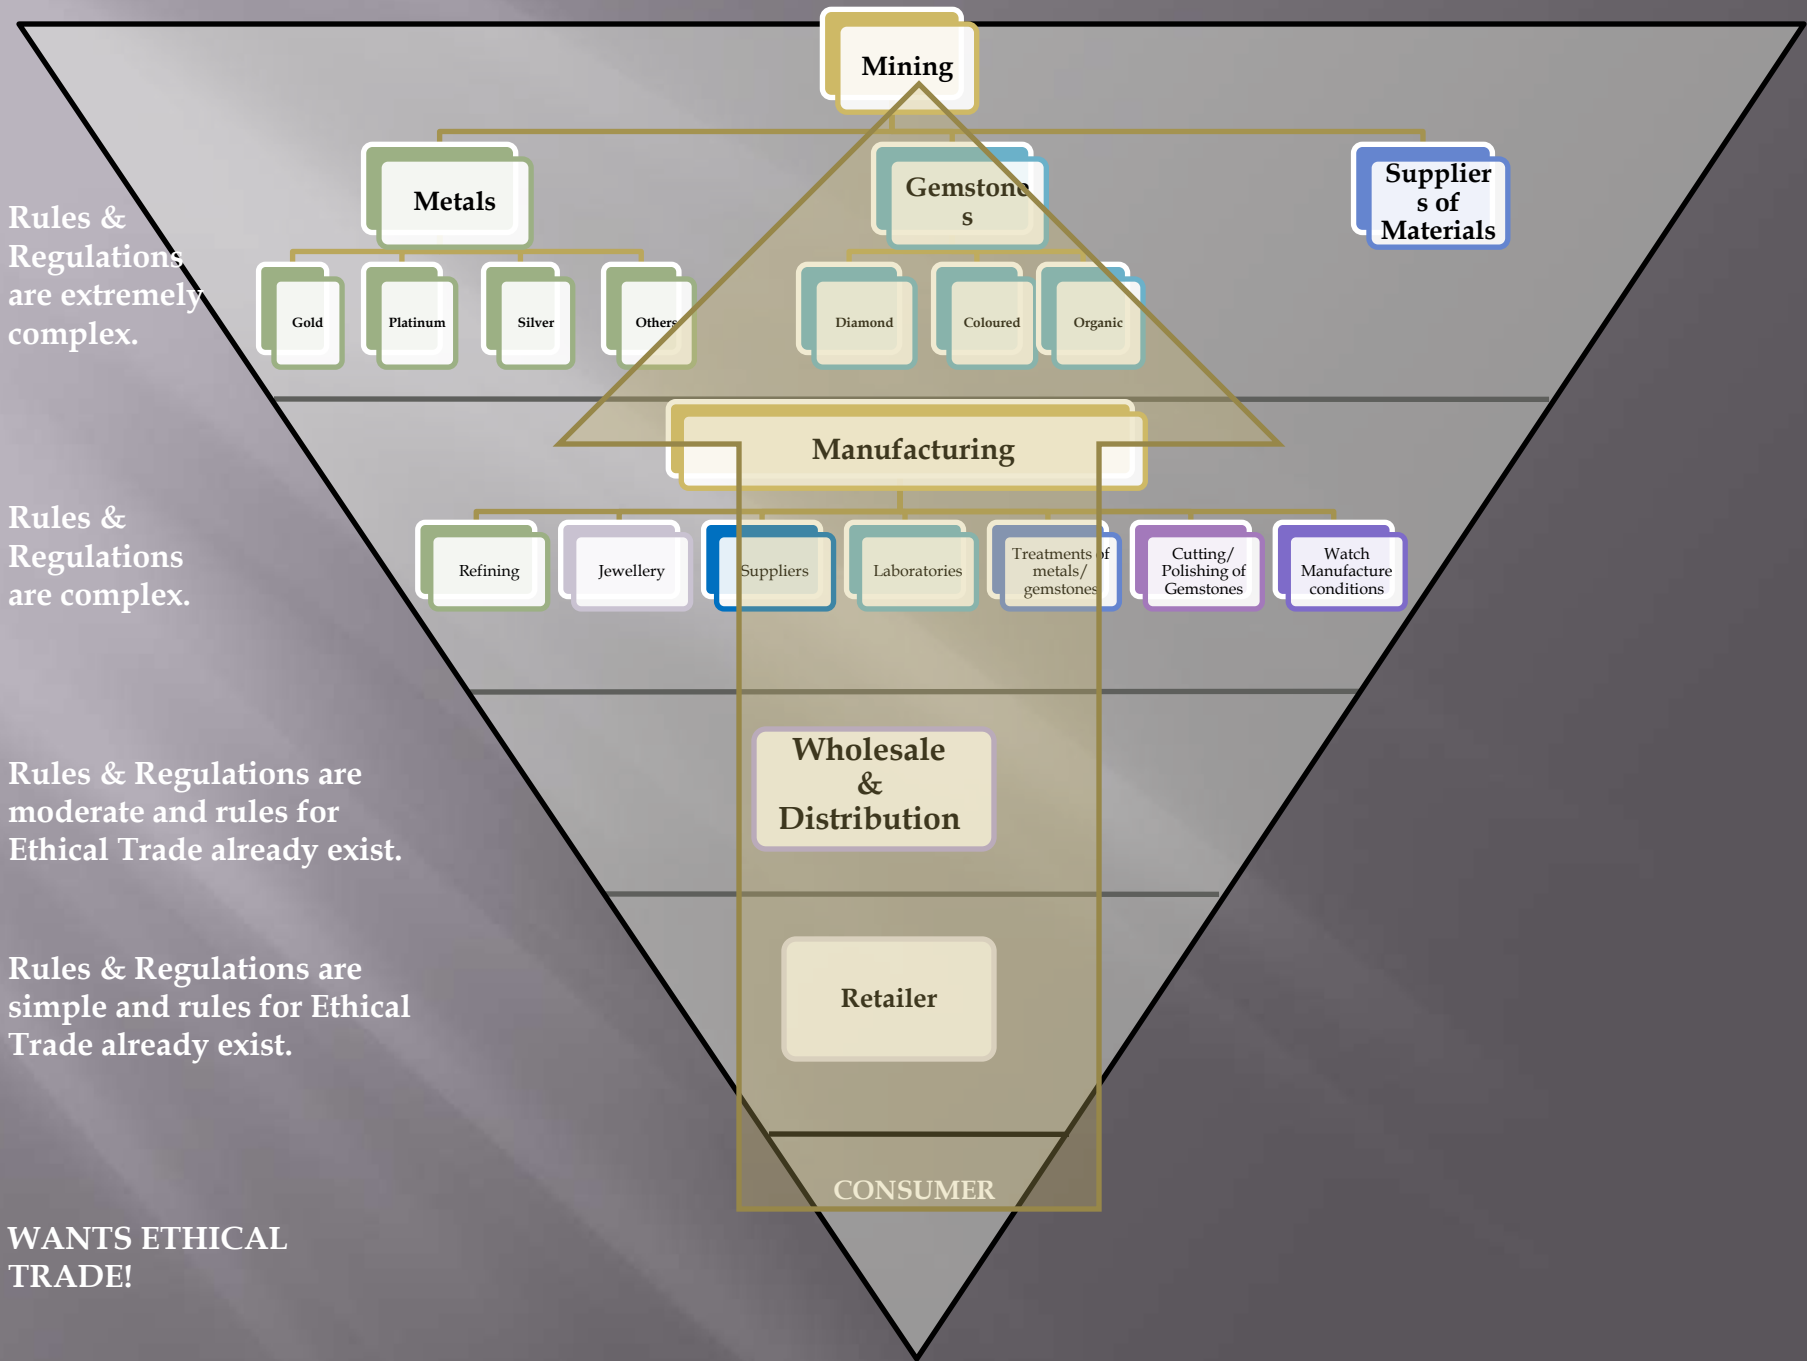 Mining
Metals
Gemstone
s
Supplier
s of
Materials
Rules &
Regulations
are extremely
complex.
Gold
Platinum
Silver
Others
Diamond
Coloured
Organic
Manufacturing
Rules &
Regulations
are complex.
Refining
Jewellery
Suppliers
Laboratories
Treatments of
metals/
gemstones
Cutting/
Polishing of
Gemstones
Watch
Manufacture
conditions
Rules & Regulations are
moderate and rules for
Ethical Trade already exist.
Wholesale
&
Distribution
Rules & Regulations are
simple and rules for Ethical
Trade already exist.
Retailer
CONSUMER
WANTS ETHICAL
TRADE!